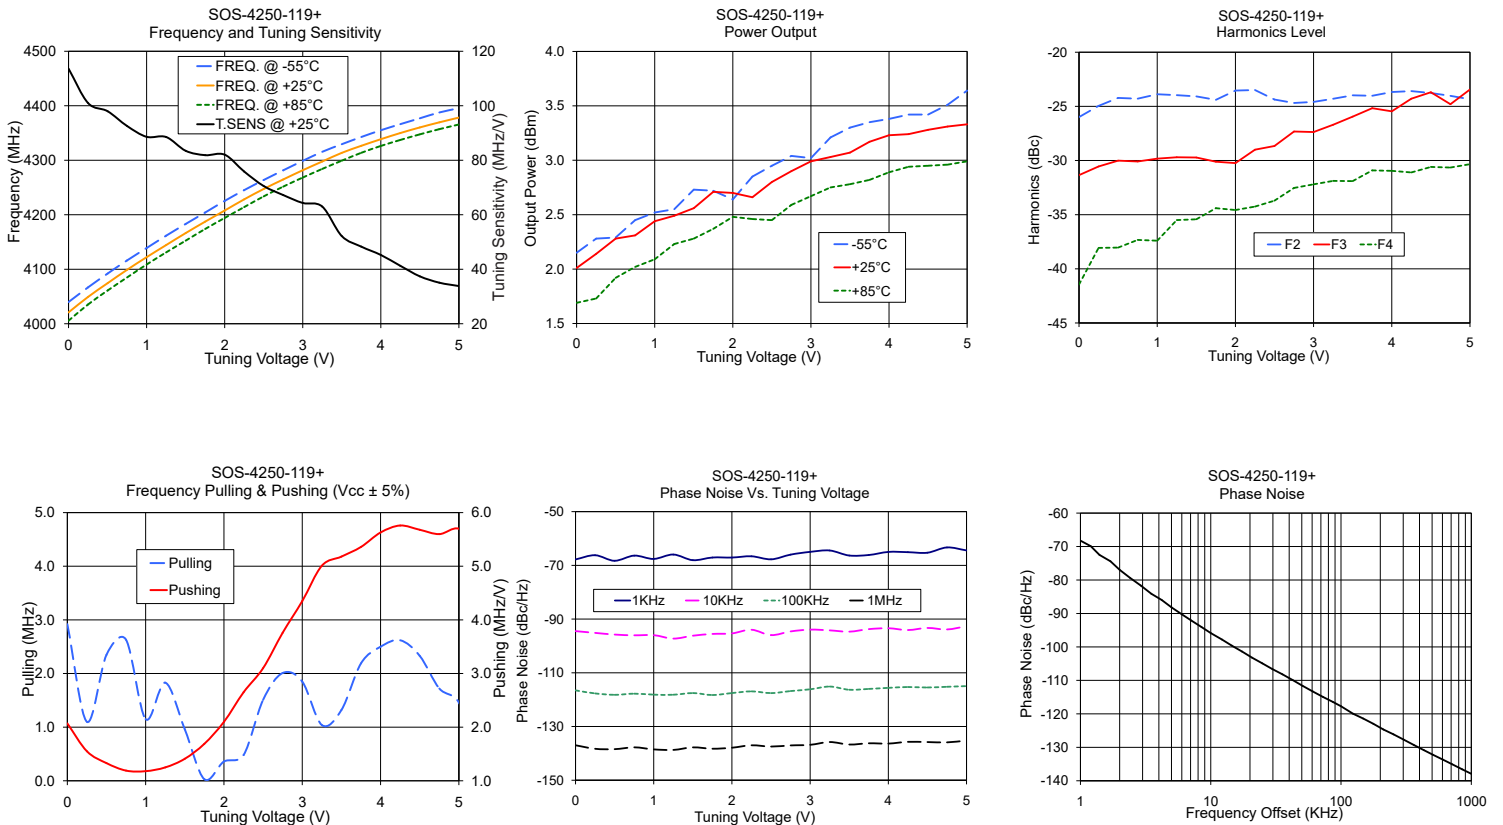 SOS-4250-119+
Frequency and Tuning Sensitivity
Frequency (MHz)
4500
4400
4300
4200
4100
4000
FREQ. @ -55°C
FREQ. @ +25°C
FREQ. @ +85°C
T.SENS @ +25°C
120
100
80
60
40
20
Tuning Sensitivity (MHz/V)
0 1 2 3 4 5
Tuning Voltage (V)
SOS-4250-119+
Power Output
Output Power (dBm)
4.0
3.5
3.0
2.5
2.0
1.5
-55°C
+25°C
+85°C
0 1 2 3 4 5
Tuning Voltage (V)
SOS-4250-119+
Harmonics Level
Harmonics (dBc)
-20
-25
-30
-35
-40
-45
F2 F3 F4
0 1 2 3 4 5
Tuning Voltage (V)
SOS-4250-119+
Frequency Pulling & Pushing (Vcc ± 5%)
Pulling (MHz)
5.0
4.0
3.0
2.0
1.0
0.0
Pulling
Pushing
6.0
5.0
4.0
3.0
2.0
1.0
Pushing (MHz/V)
0 1 2 3 4 5
Tuning Voltage (V)
SOS-4250-119+
Phase Noise Vs. Tuning Voltage
Phase Noise (dBc/Hz)
-50
-70
-90
-110
-130
-150
1KHz 10KHz 100KHz 1MHz
0 1 2 3 4 5
Tuning Voltage (V)
SOS-4250-119+
Phase Noise
Phase Noise (dBc/Hz)
-60
-70
-80
-90
-100
-110
-120
-130
-140
1 10 100 1000
Frequency Offset (KHz)